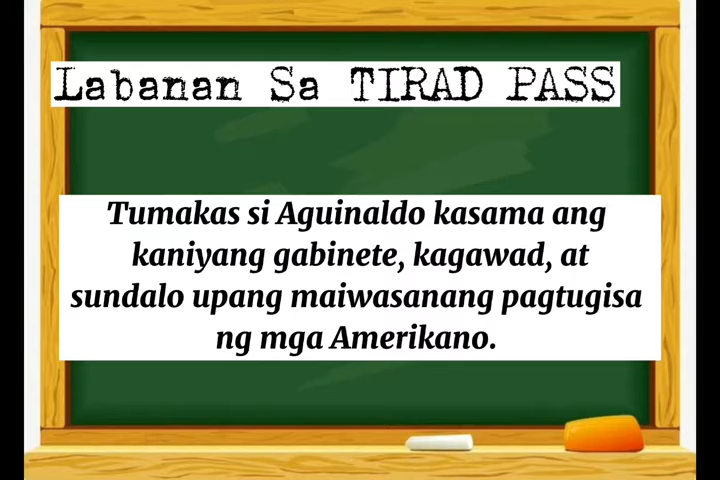 Labanan Sa TIRAD PASS
Tumakas si Aguinaldo kasama ang
kaniyang gabinete, kagawad, at
sundalo upang maiwasanang pagtugisa
ng mga Amerikano.